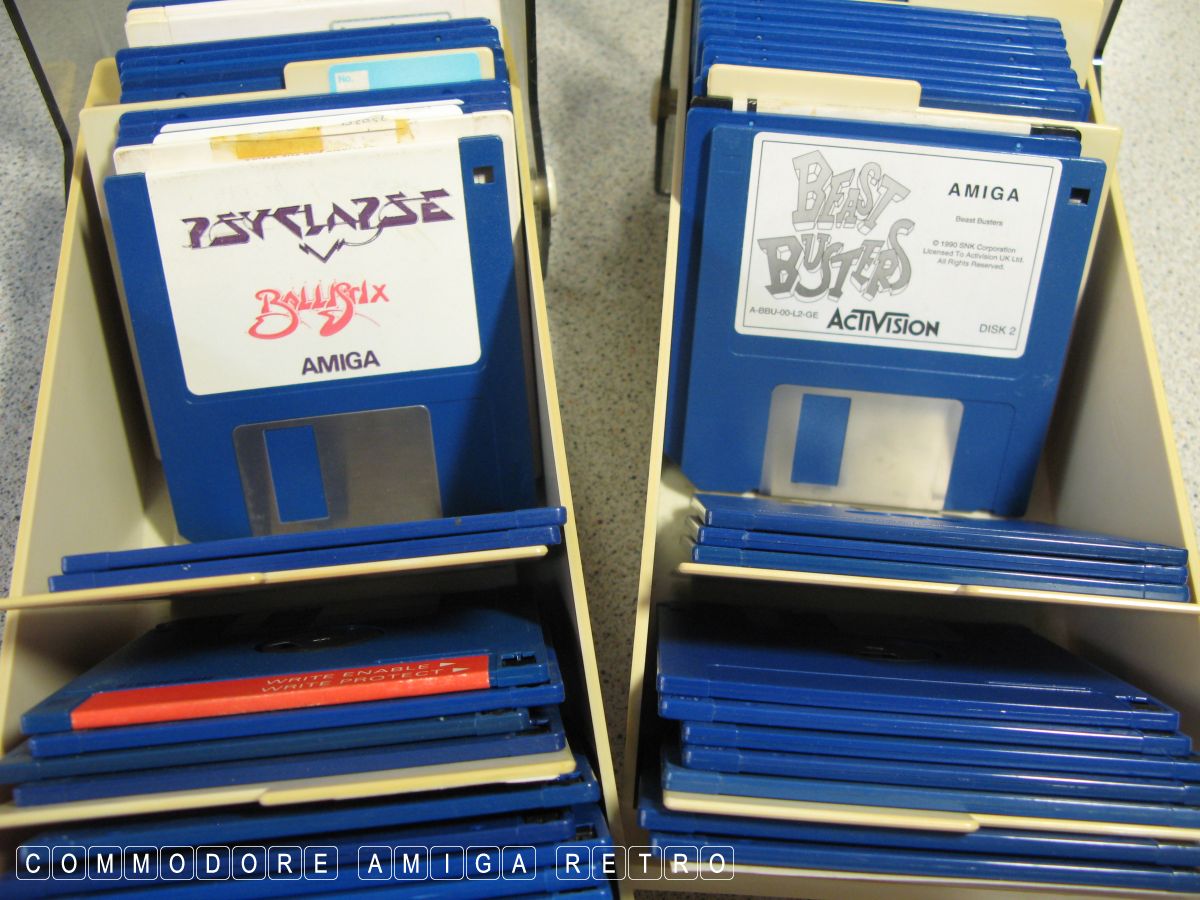 No.
PSYCLAPSE
BALLISTIX
AMIGA
BEAST
BUSTERS
AMIGA
Beast Busters
© 1990 SNK Corporation
Licensed To Activision UK Ltd.
All Rights Reserved.
A-BBU-00-L2-GE
ACTIVISION
DISK 2
WRITE ENABLE
WRITE PROTECT
COMMODORE AMIGA RETRO